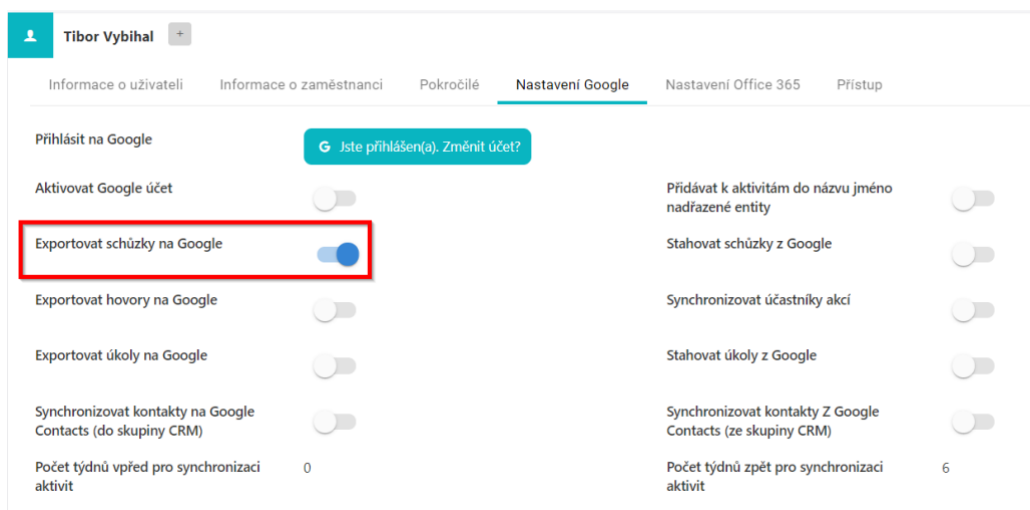 Tibor Vybihal +
Informace o uživateli Informace o zaměstnanci Pokročilé Nastavení Google Nastavení Office 365 Přístup
Přihlásit na Google
G Jste přihlášen(a). Změnit účet?
Aktivovat Google účet
Přidávat k aktivitám do názvu jméno
nadřazené entity
Exportovat schůzky na Google
Stahovat schůzky z Google
Exportovat hovory na Google
Synchronizovat účastníky akcí
Exportovat úkoly na Google
Stahovat úkoly z Google
Synchronizovat kontakty na Google
Contacts (do skupiny CRM)
Synchronizovat kontakty Z Google
Contacts (ze skupiny CRM)
Počet týdnů vpřed pro synchronizaci
aktivit
0
Počet týdnů zpět pro synchronizaci
aktivit
6